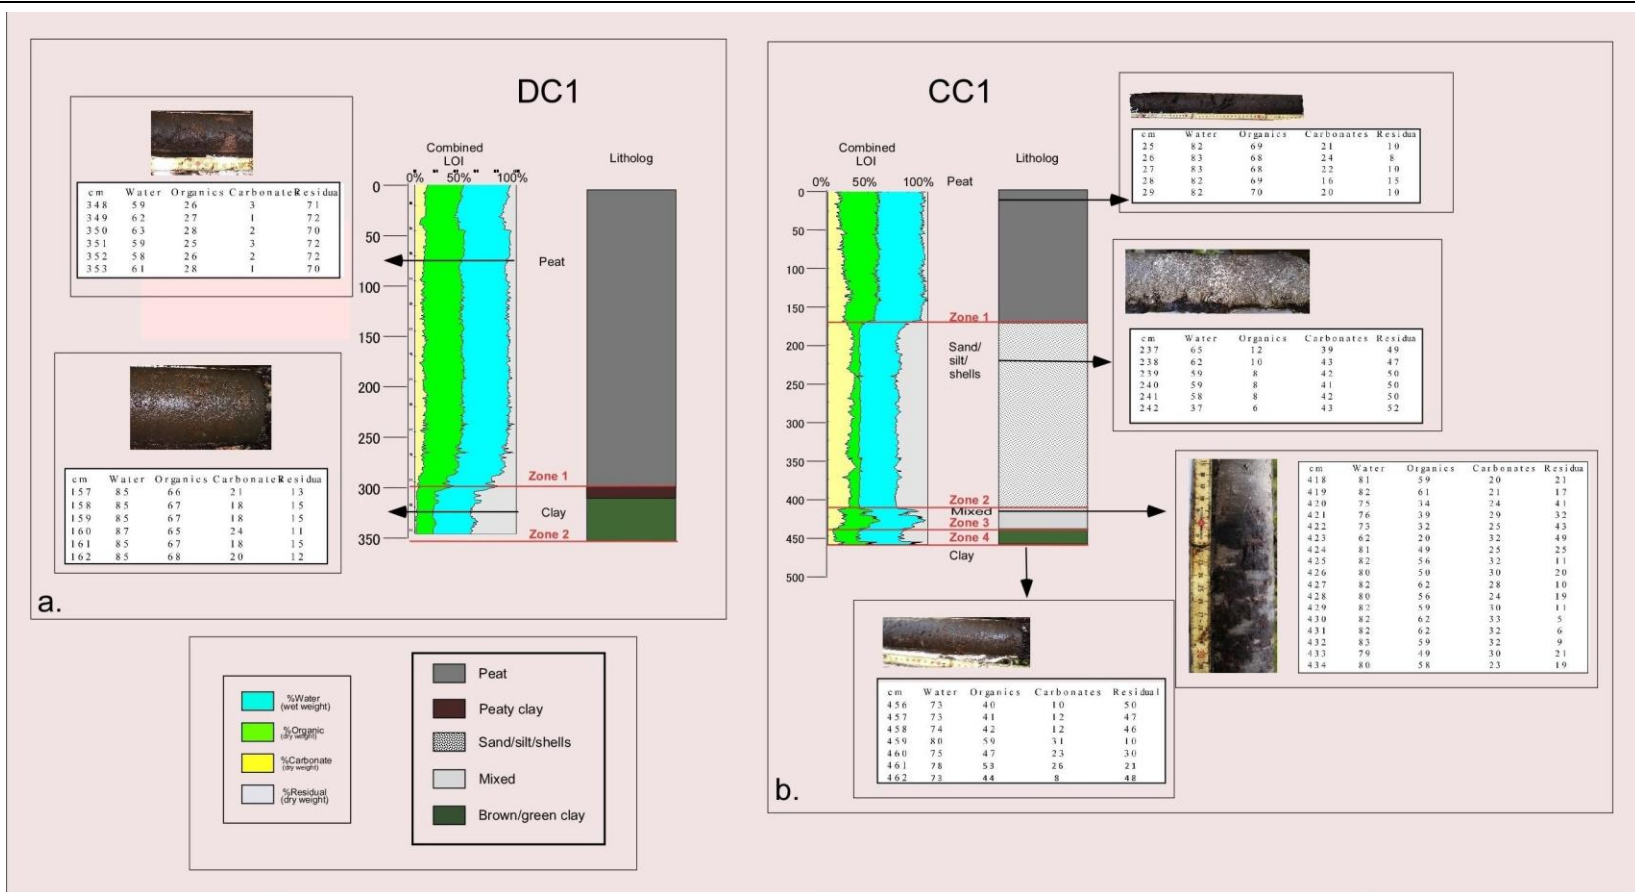 DC1
cm Water Organics Carbonates Residua
348 59 26 3 71
349 62 27 1 72
350 63 28 2 70
351 59 25 3 72
352 58 26 2 72
353 61 28 1 70
cm Water Organics Carbonates Residua
157 85 66 21 13
158 85 67 18 15
159 85 67 18 15
160 87 65 24 11
161 85 67 18 15
162 85 68 20 12
a.
Combined
LOI
Litholog
0% 50% 100%
0
50
100
150
200
250
300
350
Peat
Zone 1
Clay
Zone 2
CC1
Combined
LOI
Litholog
0% 50% 100%
Peat
0
50
100
150
200
250
300
350
400
450
500
Zone 1
Sand/
silt/
shells
Zone 2
Mixed
Zone 3
Zone 4
Clay
cm Water Organics Carbonates Residua
25 82 69 21 10
26 83 68 24 8
27 83 68 22 10
28 82 69 16 15
29 82 70 20 10
cm Water Organics Carbonates Residua
237 65 12 39 49
238 62 10 43 47
239 59 8 42 50
240 59 8 41 50
241 58 8 42 50
242 37 6 43 52
cm Water Organics Carbonates Residua
418 81 59 20 21
419 82 61 21 17
420 75 34 24 41
421 76 39 29 32
422 73 32 25 43
423 62 20 32 49
424 81 49 25 25
425 82 56 32 11
426 80 50 30 20
427 82 62 28 10
428 80 56 24 19
429 82 59 30 11
430 82 62 33 5
431 82 62 32 6
432 83 59 32 9
433 79 49 30 21
434 80 58 23 19
cm Water Organics Carbonates Residual
456 73 40 10 50
457 73 41 12 47
458 74 42 12 46
459 80 59 31 10
460 75 47 23 30
461 78 53 26 21
462 73 44 8 48
b.
%Water
(wet weight)
%Organic
(dry weight)
%Carbonate
(dry weight)
%Residual
(dry weight)
Peat
Peaty clay
Sand/silt/shells
Mixed
Brown/green clay